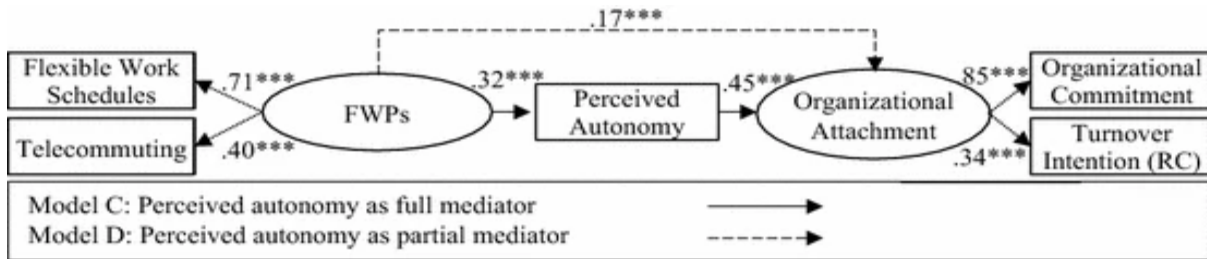 .17***
Flexible Work
Schedules
.71***
FWPs
.32***
Perceived
Autonomy
.45***
Organizational
Attachment
.85***
Organizational
Commitment
Telecommuting
.40***
.34***
Turnover
Intention (RC)
Model C: Perceived autonomy as full mediator
Model D: Perceived autonomy as partial mediator